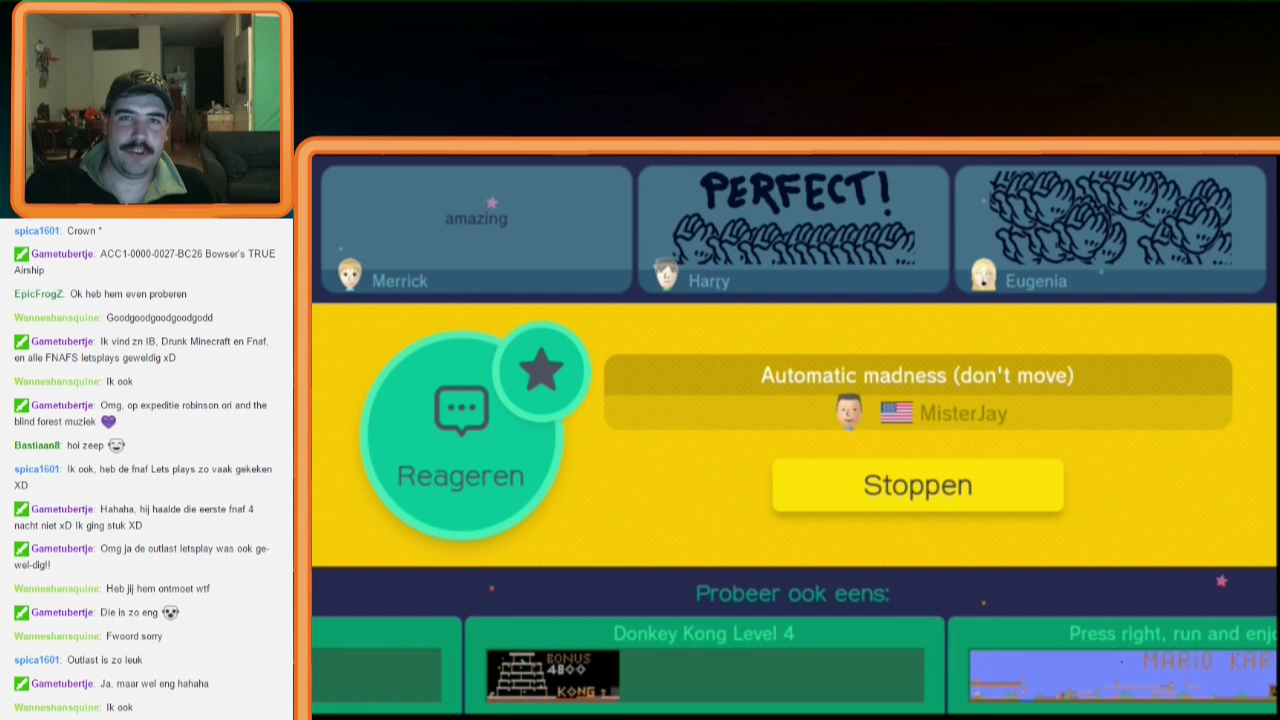 spica1601: Crown *
Gametubertje: ACC1-0000-0027-BC26 Bowser's TRUE
Airship
EpicFrogZ: Ok heb hem even proberen
Wanneshansquine: Goodgoodgoodgoodgodd
Gametubertje: Ik vind zn IB, Drunk Minecraft en Fnaf,
en alle FNAFS letsplays geweldig xD
Wanneshansquine: Ik ook
Gametubertje: Omg, op expeditie robinson ori and the
blind forest muziek
Bastiaan8: hoi zeep
spica1601: Ik ook, heb de fnaf Lets plays zo vaak gekeken
XD
Gametubertje: Hahaha, hij haalde die eerste fnaf 4
nacht niet xD Ik ging stuk XD
Gametubertje: Omg ja de outlast letsplay was ook ge-
wel-dig!!
Wanneshansquine: Heb jij hem ontmoet wtf
Gametubertje: Die is zo eng
Wanneshansquine: Fwoord sorry
spica1601: Outlast is zo leuk
Gametubertje: Ja, maar wel eng hahaha
Wanneshansquine: Ik ook
amazing
Merrick
PERFECT!
Harry
Eugenia
Reageren
Automatic madness (don't move)
MisterJay
Stoppen
Probeer ook eens:
Donkey Kong Level 4
BONUS
4800
KONG
Press right, run and enj
MARIO KAR